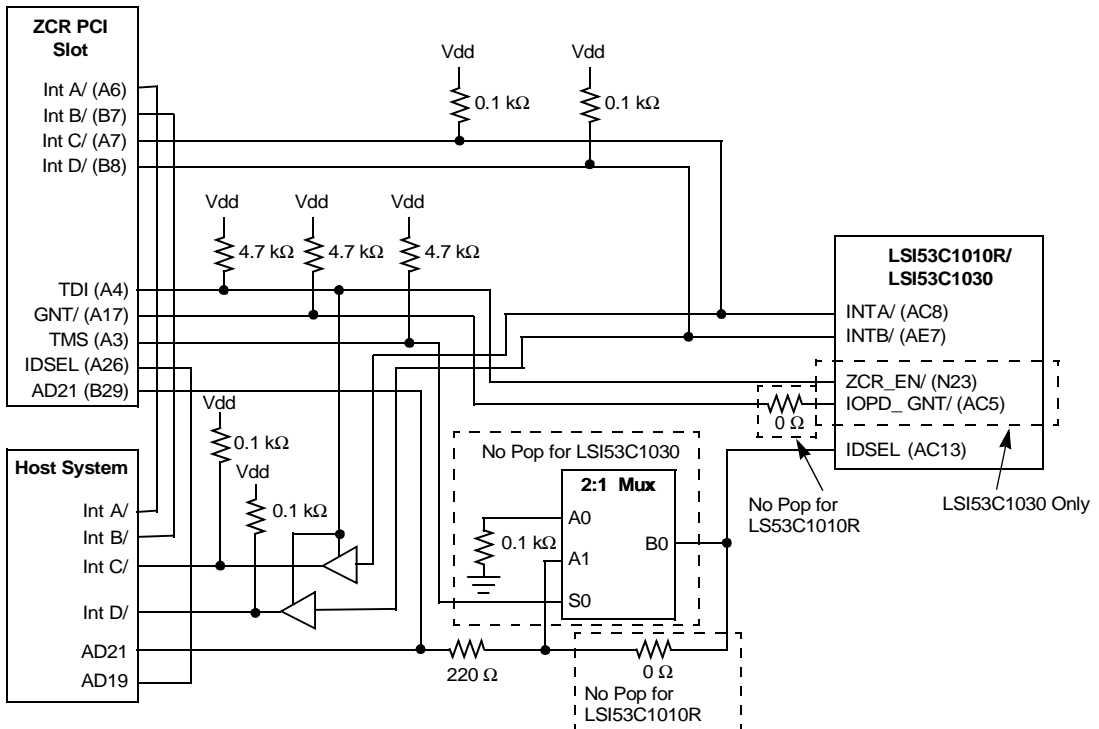 ZCR PCI
Slot
Int A/ (A6)
Int B/ (B7)
Int C/ (A7)
Int D/ (B8)
TDI (A4)
GNT/ (A17)
TMS (A3)
IDSEL (A26)
AD21 (B29)
Vdd
0.1 kΩ
Vdd
0.1 kΩ
Vdd
4.7 kΩ
Vdd
4.7 kΩ
Vdd
4.7 kΩ
LSI53C1010R/
LSI53C1030
INTA/ (AC8)
INTB/ (AE7)
ZCR_EN/ (N23)
IOPD_ GNT/ (AC5)
IDSEL (AC13)
0 Ω
No Pop for
LS53C1010R
LSI53C1030 Only
Host System
Int A/
Int B/
Int C/
Int D/
AD21
AD19
Vdd
0.1 kΩ
Vdd
0.1 kΩ
No Pop for LSI53C1030
2:1 Mux
A0
A1
S0
B0
0.1 kΩ
220 Ω
0 Ω
No Pop for
LSI53C1010R